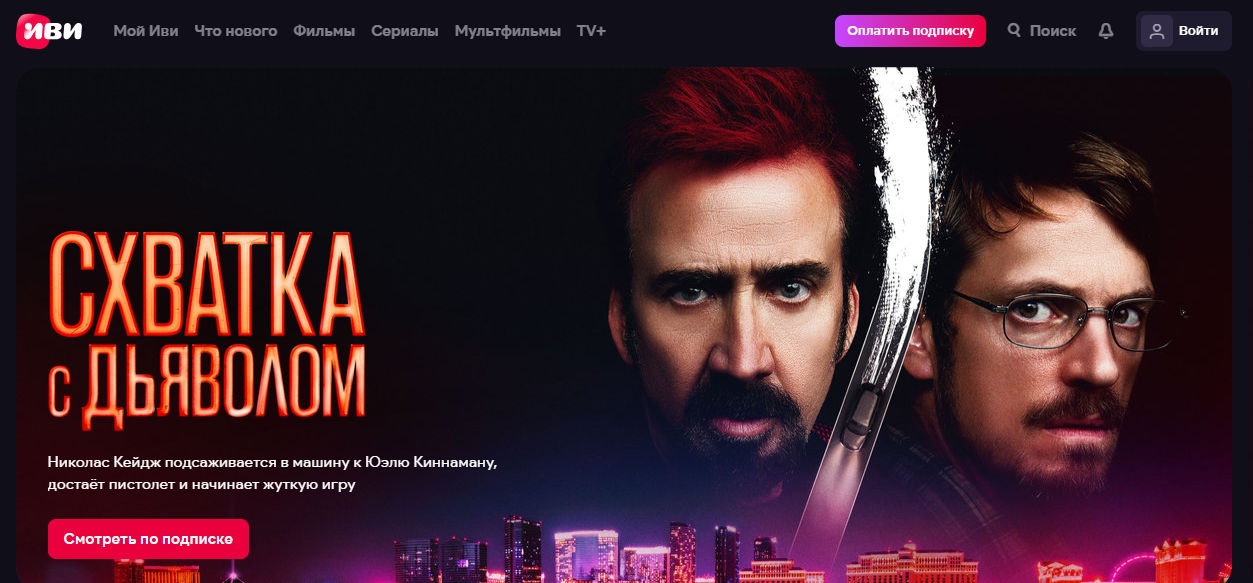 иви
Мой Иви Что нового Фильмы Сериалы Мультфильмы TV+
Оплатить подписку
Поиск
Войти
СХВАТКА
С ДЬЯВОЛОМ
Николас Кейдж подсаживается в машину к Юэлю Киннаману,
достаёт пистолет и начинает жуткую игру
Смотреть по подписке